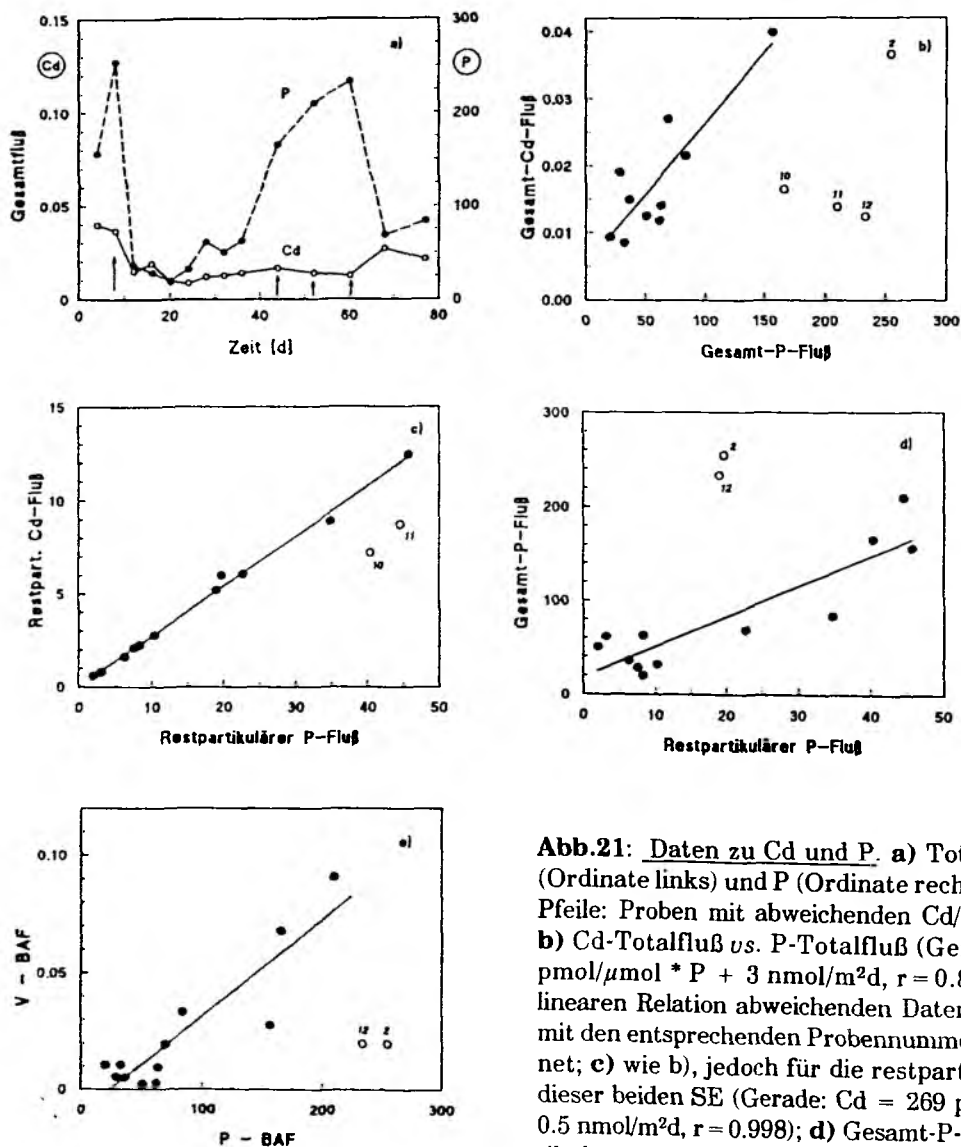 a)
Cd
P
Gesamtfluß
0.15
0.10
0.05
0
300
200
100
0
P
Cd
0 20 40 60 80
Zeit [d]
b)
Gesamt-Cd-Fluß
0.04
0.03
0.02
0.01
0.00
2
10
11
12
0 50 100 150 200 250 300
Gesamt-P-Fluß
c)
Restpart. Cd-Fluß
15
10
5
0
10
11
0 10 20 30 40 50
Restpartikulärer P-Fluß
d)
Gesamt-P-Fluß
300
200
100
0
2
12
0 10 20 30 40 50
Restpartikulärer P-Fluß
e)
V - BAF
0.10
0.05
0
12 2
0 100 200 300
P - BAF
Abb.21: Daten zu Cd und P. a) Tot
(Ordinate links) und P (Ordinate rech
Pfeile: Proben mit abweichenden Cd/
b) Cd-Totalfluß vs. P-Totalfluß (Ge
pmol/µmol * P + 3 nmol/m²d, r = 0.8
linearen Relation abweichenden Daten
mit den entsprechenden Probennumme
net; c) wie b), jedoch für die restpart
dieser beiden SE (Gerade: Cd = 269 p
0.5 nmol/m²d, r = 0.998); d) Gesamt-P-